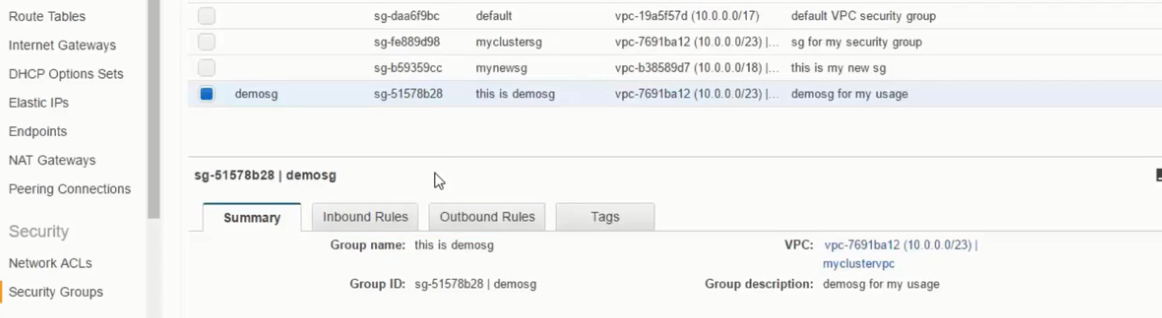 Route Tables
Internet Gateways
DHCP Options Sets
Elastic IPs
Endpoints
NAT Gateways
Peering Connections
Security
Network ACLs
Security Groups
sg-daa6f9bc default vpc-19a5f57d (10.0.0.0/17) default VPC security group
sg-fe889d98 myclustersg vpc-7691ba12 (10.0.0.0/23) |... sg for my security group
sg-b59359cc mynewsg vpc-b38589d7 (10.0.0.0/18) |... this is my new sg
demosg sg-51578b28 this is demosg vpc-7691ba12 (10.0.0.0/23) |... demosg for my usage
sg-51578b28 | demosg
Summary Inbound Rules Outbound Rules Tags
Group name: this is demosg VPC: vpc-7691ba12 (10.0.0.0/23) |
myclustervpc
Group ID: sg-51578b28 | demosg Group description: demosg for my usage